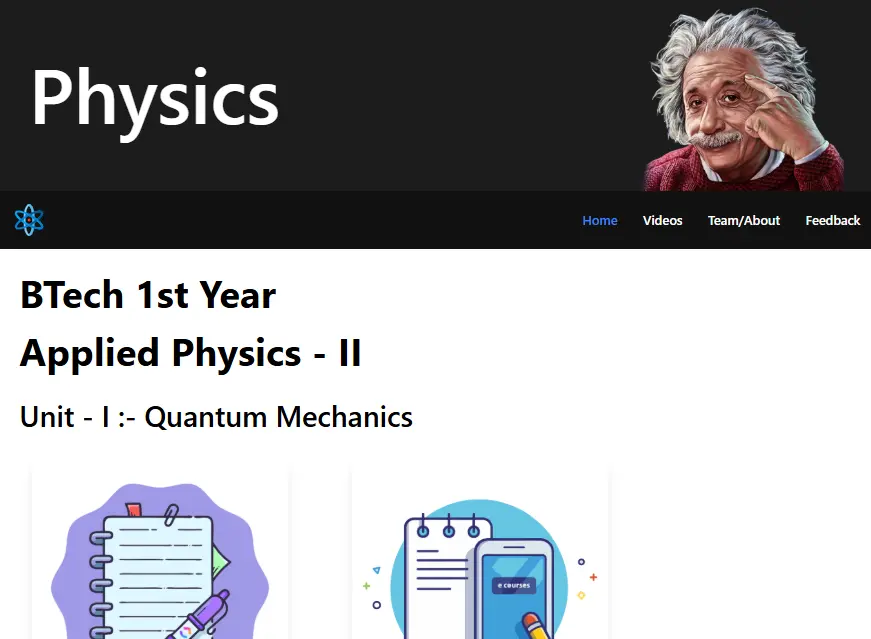 Physics
Home Videos Team/About Feedback
BTech 1st Year
Applied Physics - II
Unit - I :- Quantum Mechanics
e courses